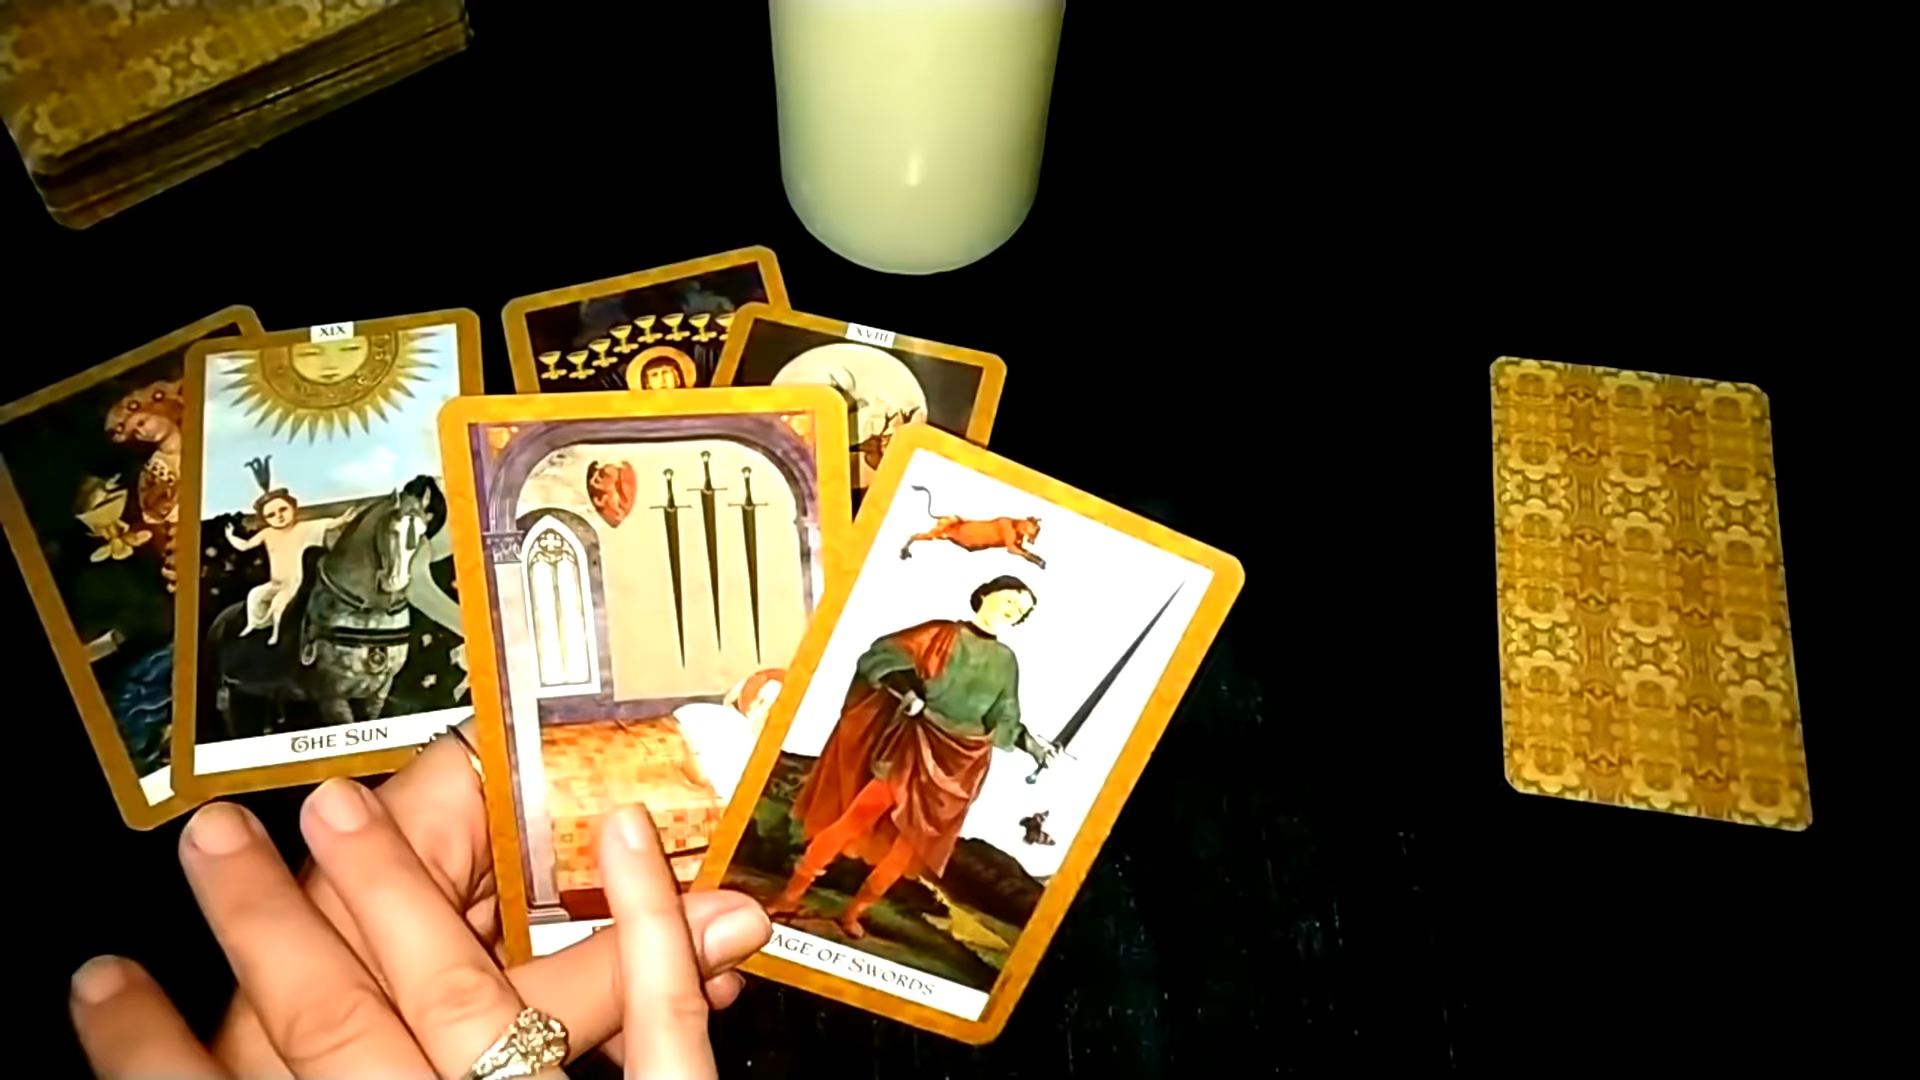 XIX
XVIII
THE SUN
AGE OF SWORDS